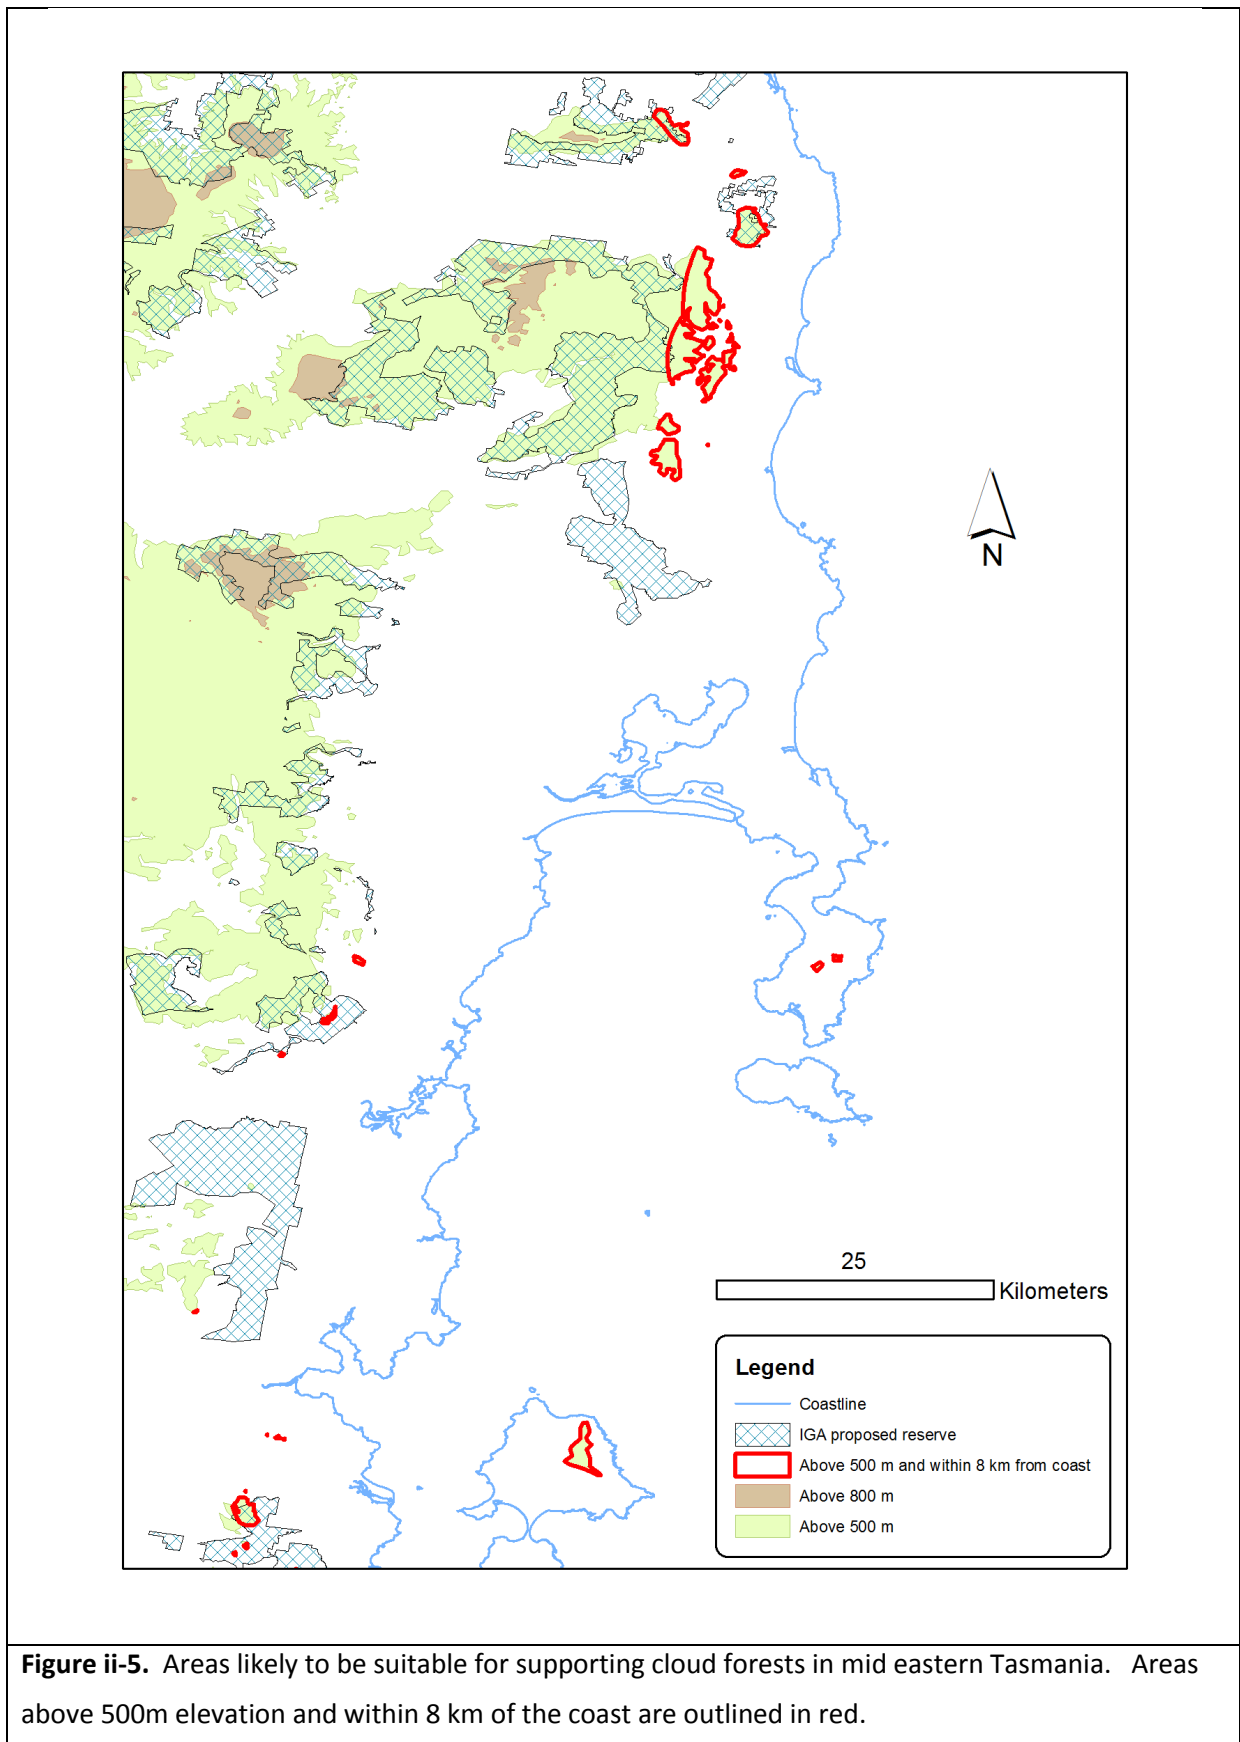 N
25
Kilometers
Legend
Coastline
IGA proposed reserve
Above 500 m and within 8 km from coast
Above 800 m
Above 500 m
Figure ii-5. Areas likely to be suitable for supporting cloud forests in mid eastern Tasmania. Areas
above 500m elevation and within 8 km of the coast are outlined in red.